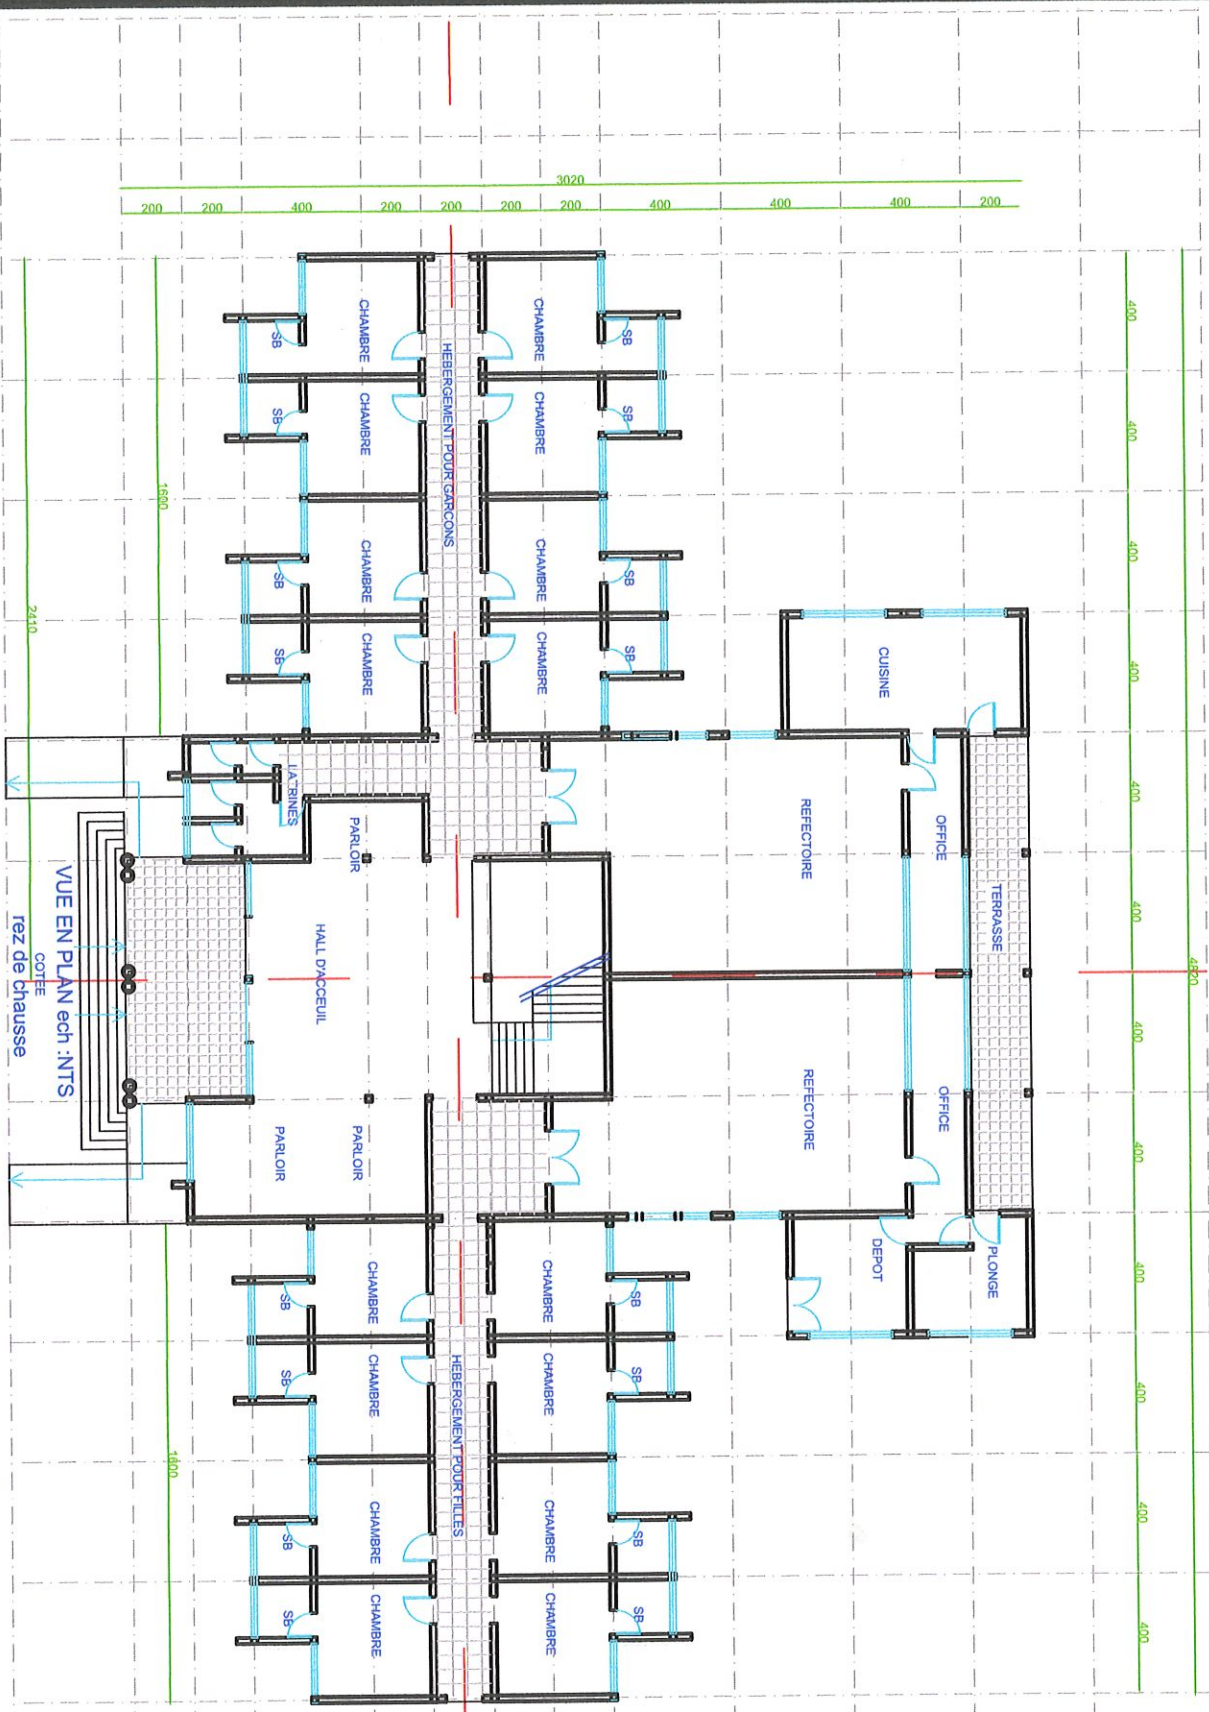 3020
200
200
400
200
200
200
200
400
400
400
200
400
400
400
400
400
400
400
400
400
400
400
400
4820
1600
2410
1600
CHAMBRE
CHAMBRE
CHAMBRE
CHAMBRE
SB
SB
SB
SB
HEBERGEMENT POUR GARCONS
CHAMBRE
CHAMBRE
CHAMBRE
CHAMBRE
SB
SB
SB
SB
CUISINE
REFECTOIRE
OFFICE
TERRASSE
REFECTOIRE
OFFICE
DEPOT
PLONGE
LATRINES
PARLOIR
HALL D'ACCEUIL
PARLOIR
PARLOIR
CHAMBRE
CHAMBRE
CHAMBRE
CHAMBRE
SB
SB
SB
SB
HEBERGEMENT POUR FILLES
CHAMBRE
CHAMBRE
CHAMBRE
CHAMBRE
SB
SB
SB
SB
VUE EN PLAN ech :NTS
COTEE
rez de chausse